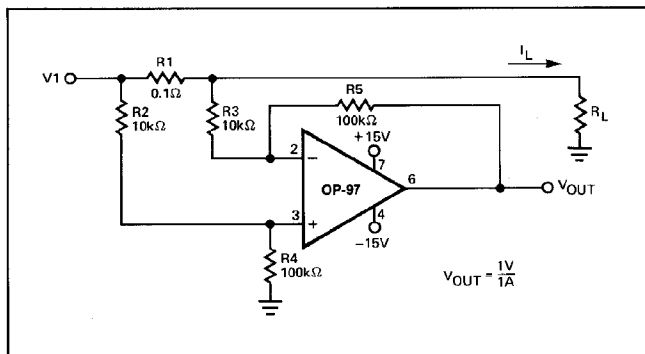 V1
R1
0.1Ω
I_L
R2
10kΩ
R3
10kΩ
R5
100kΩ
R_L
+15V
2
−
7
OP-97
6
V_OUT
3
+
4
−15V
R4
100kΩ
V_OUT = 1V/1A